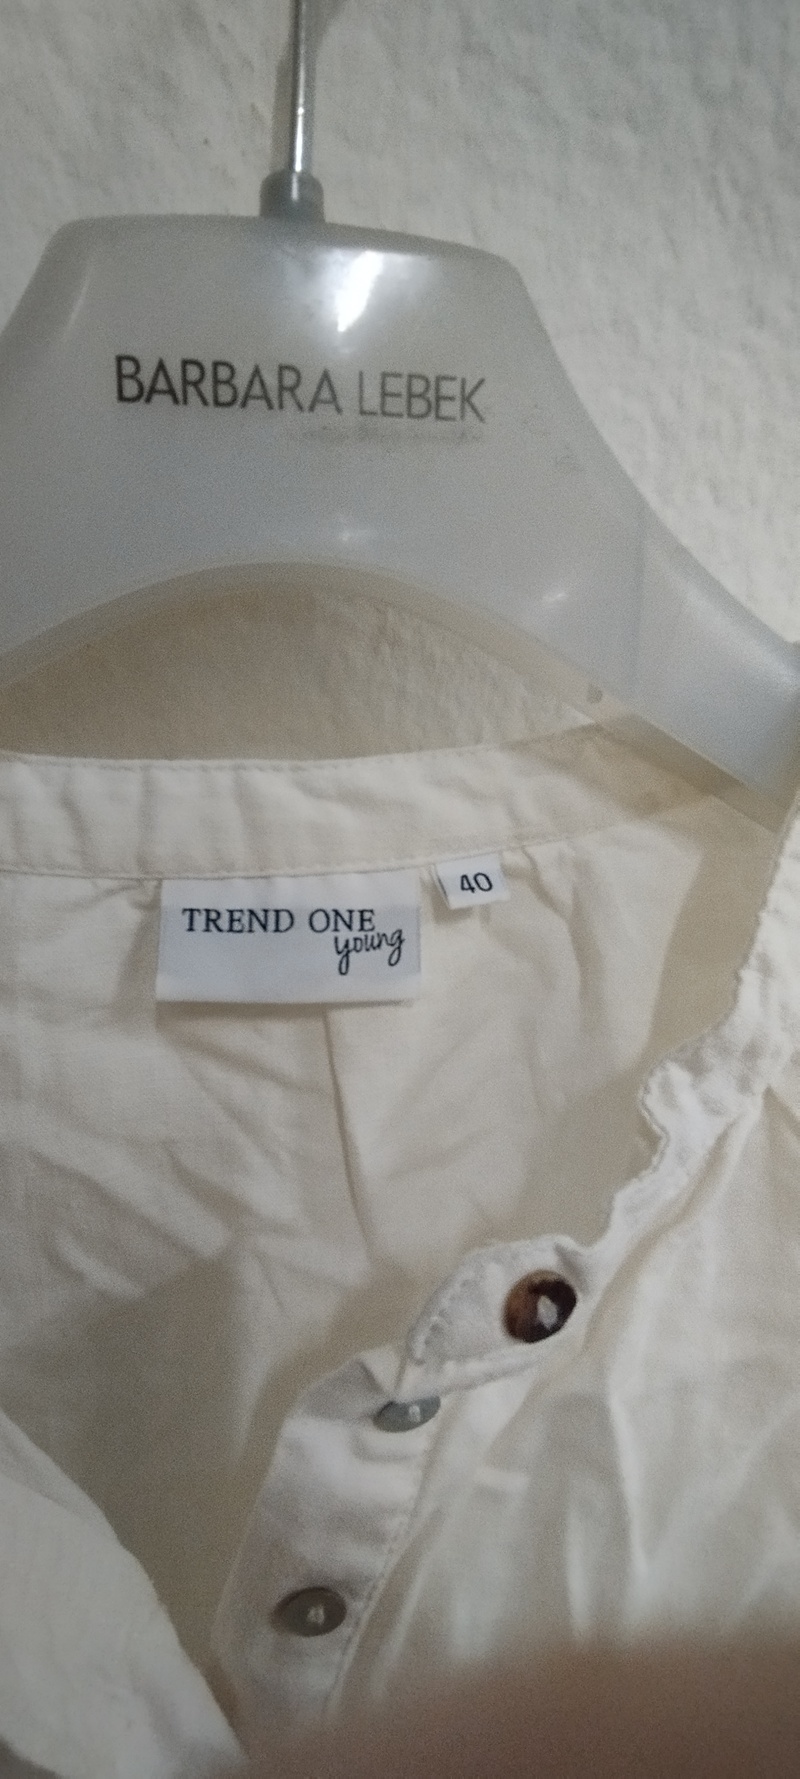 BARBARA LEBEK
TREND ONE
young
40